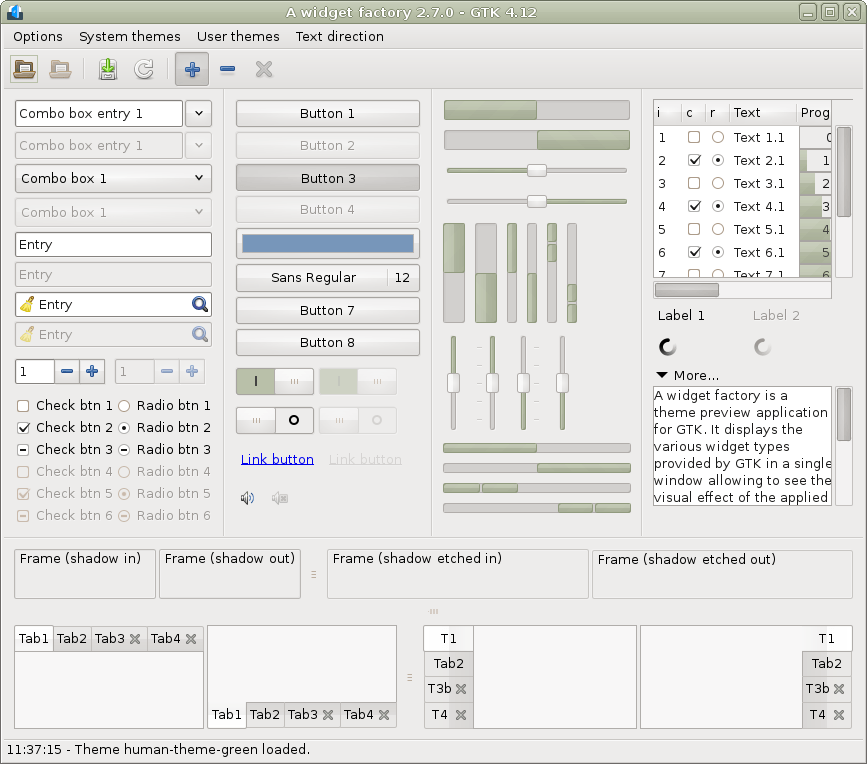 A widget factory 2.7.0 - GTK 4.12
Options System themes User themes Text direction
Combo box entry 1
Combo box entry 1
Combo box 1
Combo box 1
Entry
Entry
Entry
Entry
1 1
Check btn 1 Radio btn 1
Check btn 2 Radio btn 2
Check btn 3 Radio btn 3
Check btn 4 Radio btn 4
Check btn 5 Radio btn 5
Check btn 6 Radio btn 6
Button 1
Button 2
Button 3
Button 4
Sans Regular 12
Button 7
Button 8
Link button Link button
i c r Text Prog
1 Text 1.1 0
2 Text 2.1 1
3 Text 3.1 2
4 Text 4.1 3
5 Text 5.1 4
6 Text 6.1 5
7 Text 7.1 6
Label 1 Label 2
More...
A widget factory is a
theme preview application
for GTK. It displays the
various widget types
provided by GTK in a single
window allowing to see the
visual effect of the applied
Frame (shadow in) Frame (shadow out) Frame (shadow etched in) Frame (shadow etched out)
Tab1 Tab2 Tab3 Tab4
Tab1 Tab2 Tab3 Tab4
T1
Tab2
T3b
T4
T1
Tab2
T3b
T4
11:37:15 - Theme human-theme-green loaded.